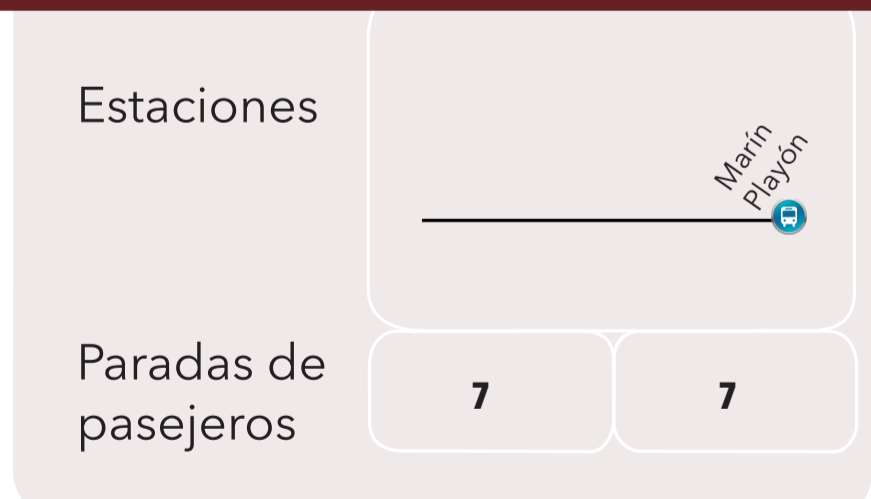 Estaciones
Marín
Playón
Paradas de
pasejeros
7 7